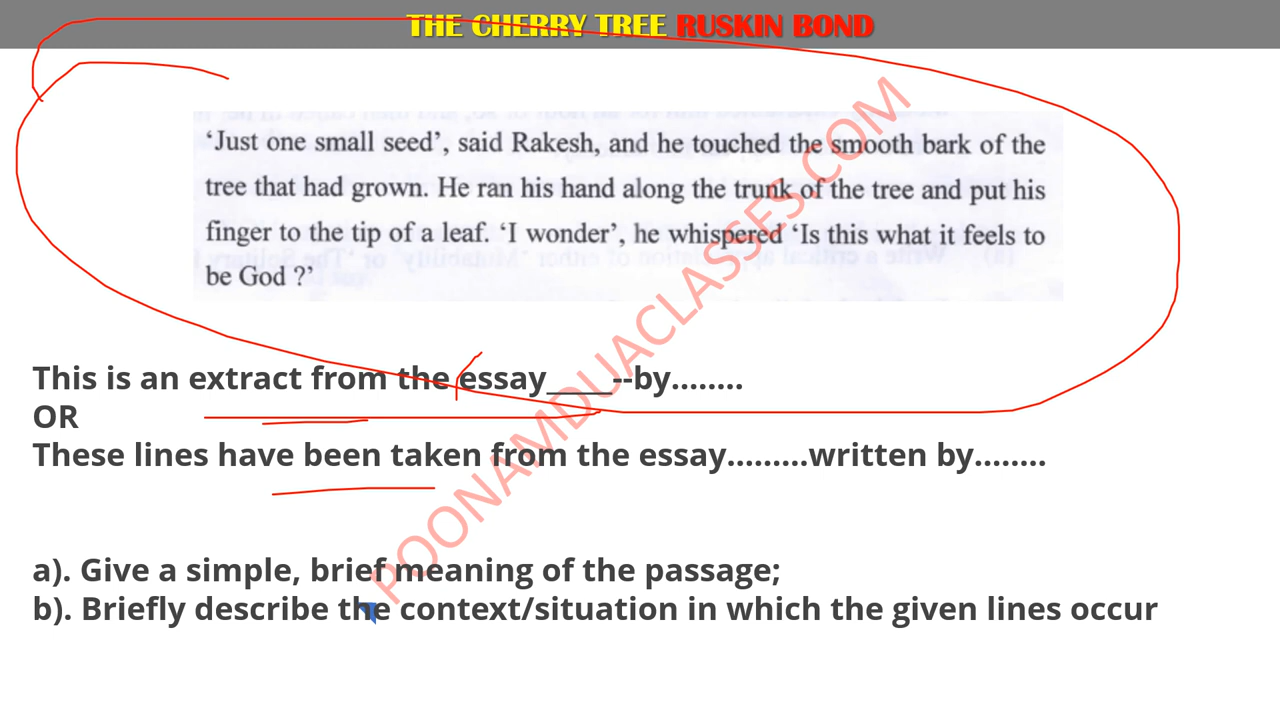 THE CHERRY TREE RUSKIN BOND
‘Just one small seed’, said Rakesh, and he touched the smooth bark of the
tree that had grown. He ran his hand along the trunk of the tree and put his
finger to the tip of a leaf. ‘I wonder’, he whispered ‘Is this what it feels to
be God ?’
This is an extract from the essay_____--by........
OR
These lines have been taken from the essay.........written by........
a). Give a simple, brief meaning of the passage;
b). Briefly describe the context/situation in which the given lines occur
POONAMDUACLASSES.COM